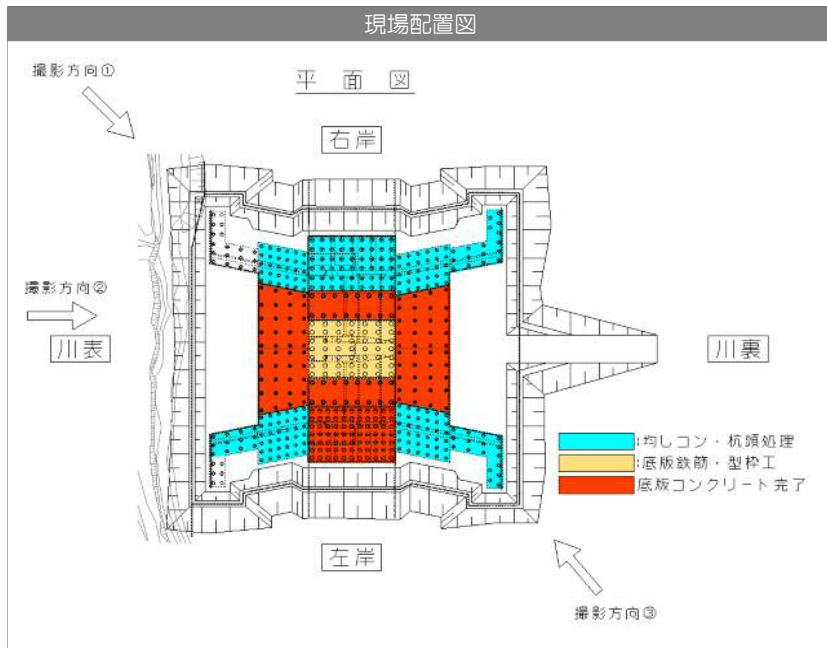 現場配置図
撮影方向①
平面図
右岸
撮影方向②
川表
川裏
:均しコン・杭頭処理
:底版鉄筋・型枠工
底版コンクリート完了
左岸
撮影方向③